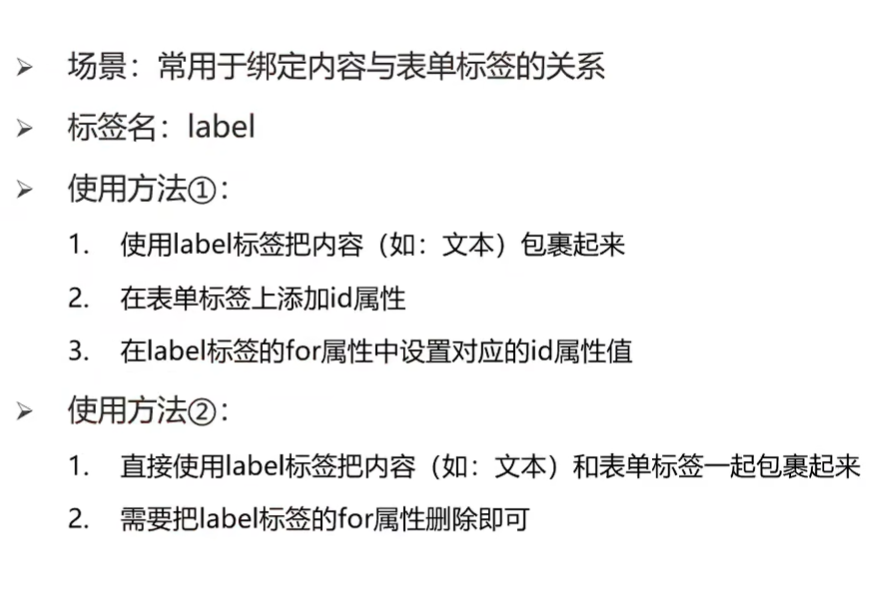 ➢ 场景：常用于绑定内容与表单标签的关系
➢ 标签名：label
➢ 使用方法①：
1. 使用label标签把内容（如：文本）包裹起来
2. 在表单标签上添加id属性
3. 在label标签的for属性中设置对应的id属性值
➢ 使用方法②：
1. 直接使用label标签把内容（如：文本）和表单标签一起包裹起来
2. 需要把label标签的for属性删除即可